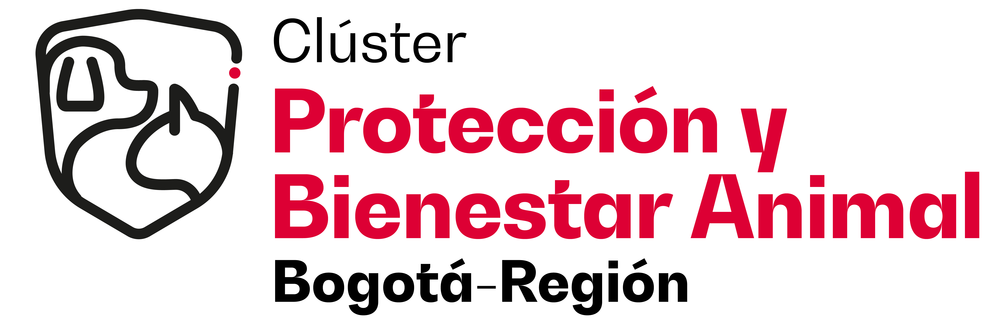 Clúster
Protección y
Bienestar Animal
Bogotá-Región